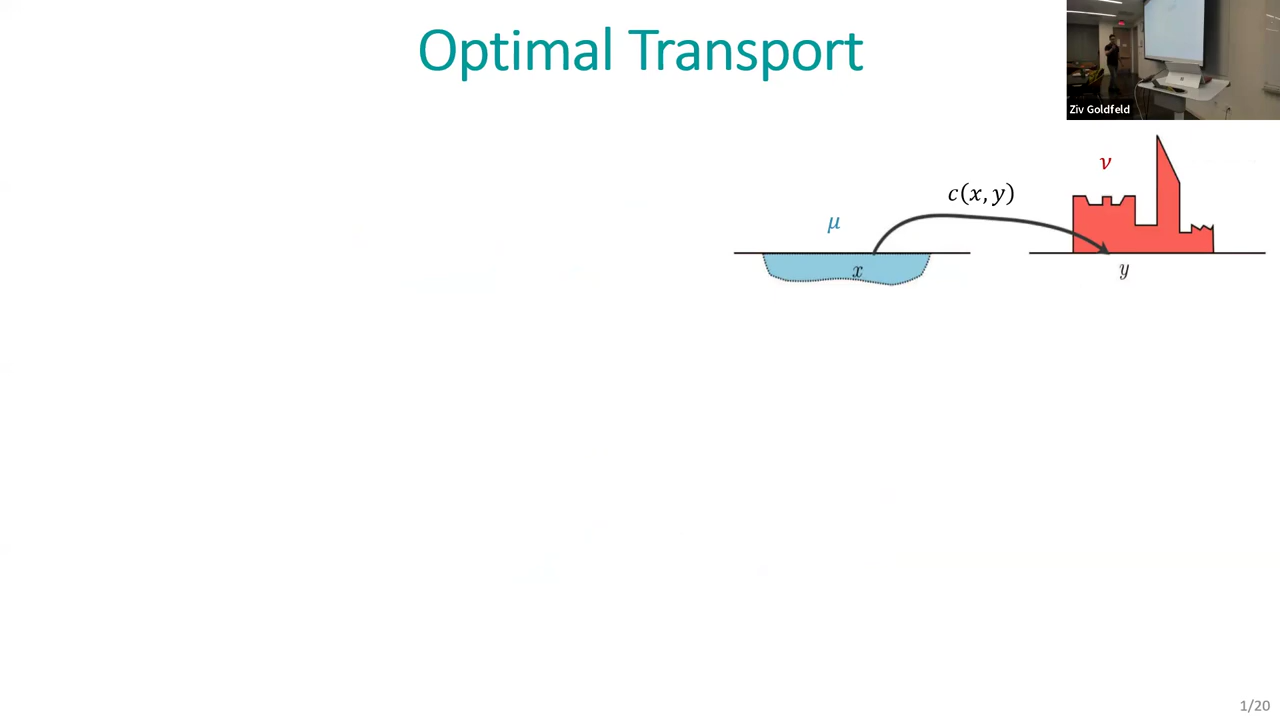 Optimal Transport
Ziv Goldfeld
ν
c(x, y)
μ
x
y
1/20